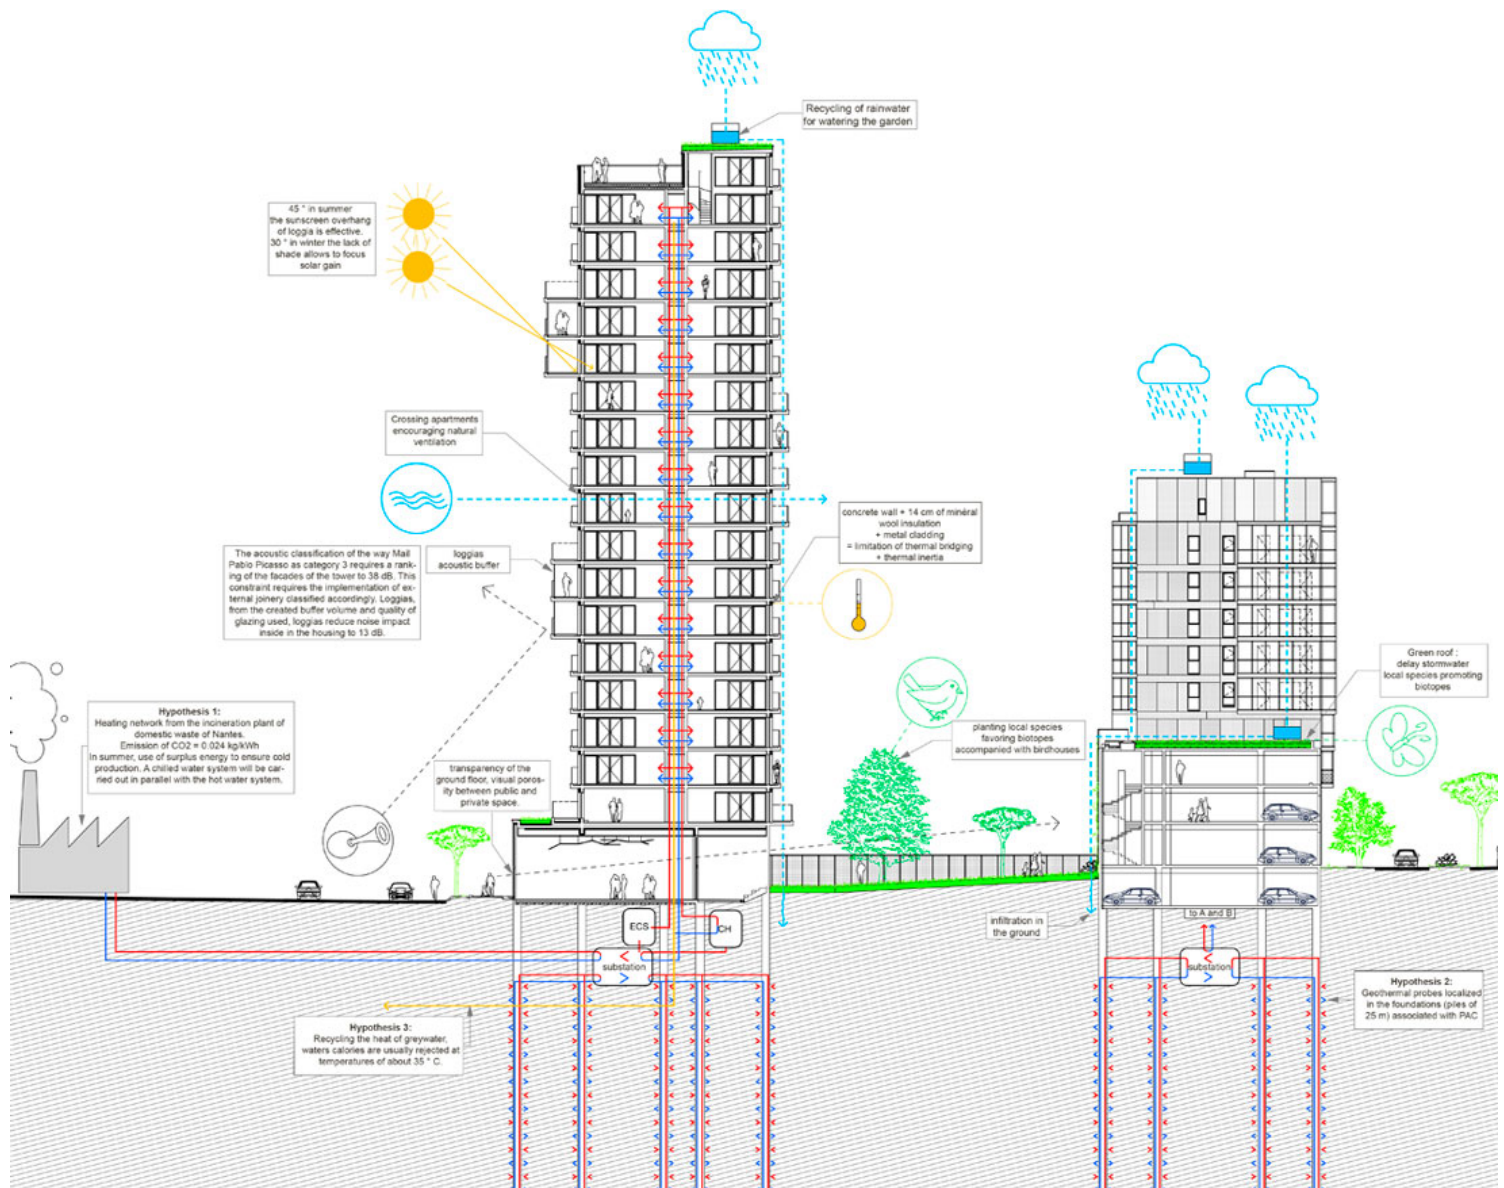 Recycling of rainwater
for watering the garden
45 ° in summer
the sunscreen overhang
of loggia is effective.
30 ° in winter the lack of
shade allows to focus
solar gain
Crossing apartments
encouraging natural
ventilation
concrete wall + 14 cm of minéral
wool insulation
+ metal cladding
= limitation of thermal bridging
+ thermal inertia
The acoustic classification of the way Mail
Pablo Picasso as category 3 requires a rank-
ing of the facades of the tower to 38 dB. This
constraint requires the implementation of ex-
ternal joinery classified accordingly. Loggias,
from the created buffer volume and quality of
glazing used, loggias reduce noise impact
inside in the housing to 13 dB.
loggias
acoustic buffer
Green roof :
delay stormwater
local species promoting
biotopes
Hypothesis 1:
Heating network from the incineration plant of
domestic waste of Nantes.
Emission of CO2 = 0.024 kg/kWh
In summer, use of surplus energy to ensure cold
production. A chilled water system will be car-
ried out in parallel with the hot water system.
planting local species
favoring biotopes
accompanied with birdhouses
transparency of the
ground floor, visual poros-
ity between public and
private space.
infiltration in
the ground
to A and B
ECS
CH
substation
substation
Hypothesis 2:
Geothermal probes localized
in the foundations (piles of
25 m) associated with PAC
Hypothesis 3:
Recycling the heat of greywater,
waters calories are usually rejected at
temperatures of about 35 ° C.